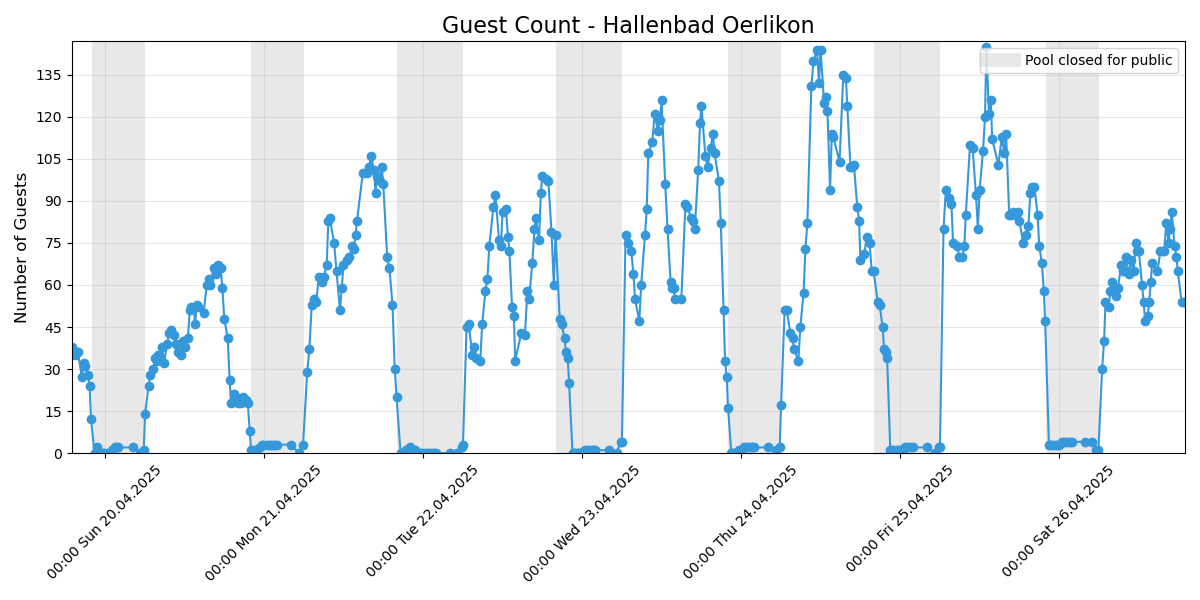 Guest Count - Hallenbad Oerlikon
Pool closed for public
Number of Guests
135
120
105
90
75
60
45
30
15
0
00:00 Sun 20.04.2025
00:00 Mon 21.04.2025
00:00 Tue 22.04.2025
00:00 Wed 23.04.2025
00:00 Thu 24.04.2025
00:00 Fri 25.04.2025
00:00 Sat 26.04.2025